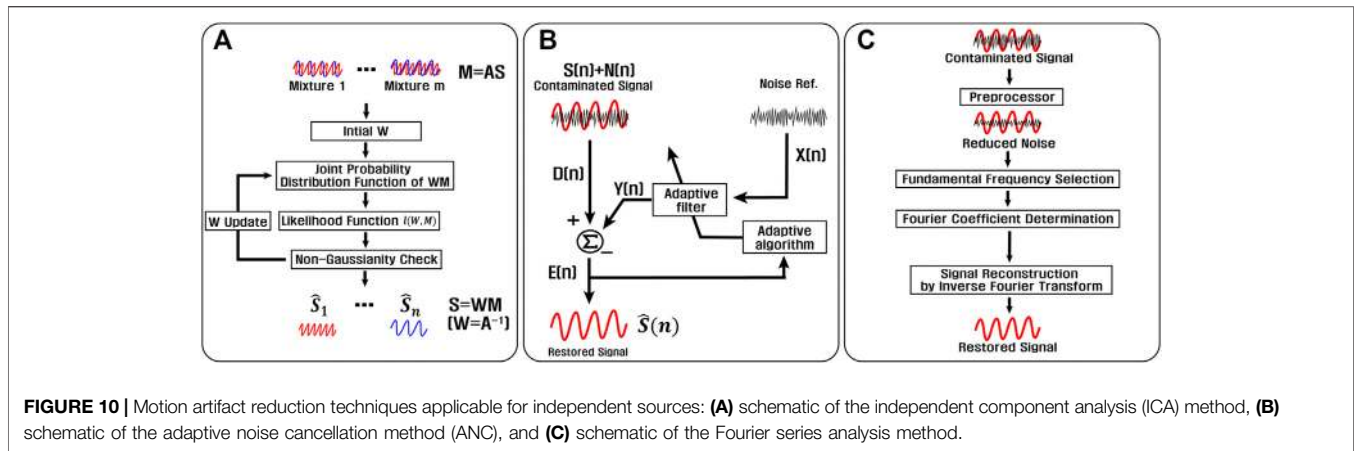 A
Mixture 1
...
Mixture m
M=AS
Intial W
Joint Probability
Distribution Function of WM
W Update
Likelihood Function l(W,M)
Non-Gaussianity Check
Ŝ₁
...
Ŝₙ
S=WM
(W=A⁻¹)
B
S(n)+N(n)
Contaminated Signal
Noise Ref.
D(n)
X(n)
Y(n)
Adaptive
filter
+
Σ
−
Adaptive
algorithm
E(n)
Ŝ(n)
Restored Signal
C
Contaminated Signal
Preprocessor
Reduced Noise
Fundamental Frequency Selection
Fourier Coefficient Determination
Signal Reconstruction
by Inverse Fourier Transform
Restored Signal
FIGURE 10 | Motion artifact reduction techniques applicable for independent sources: (A) schematic of the independent component analysis (ICA) method, (B)
schematic of the adaptive noise cancellation method (ANC), and (C) schematic of the Fourier series analysis method.